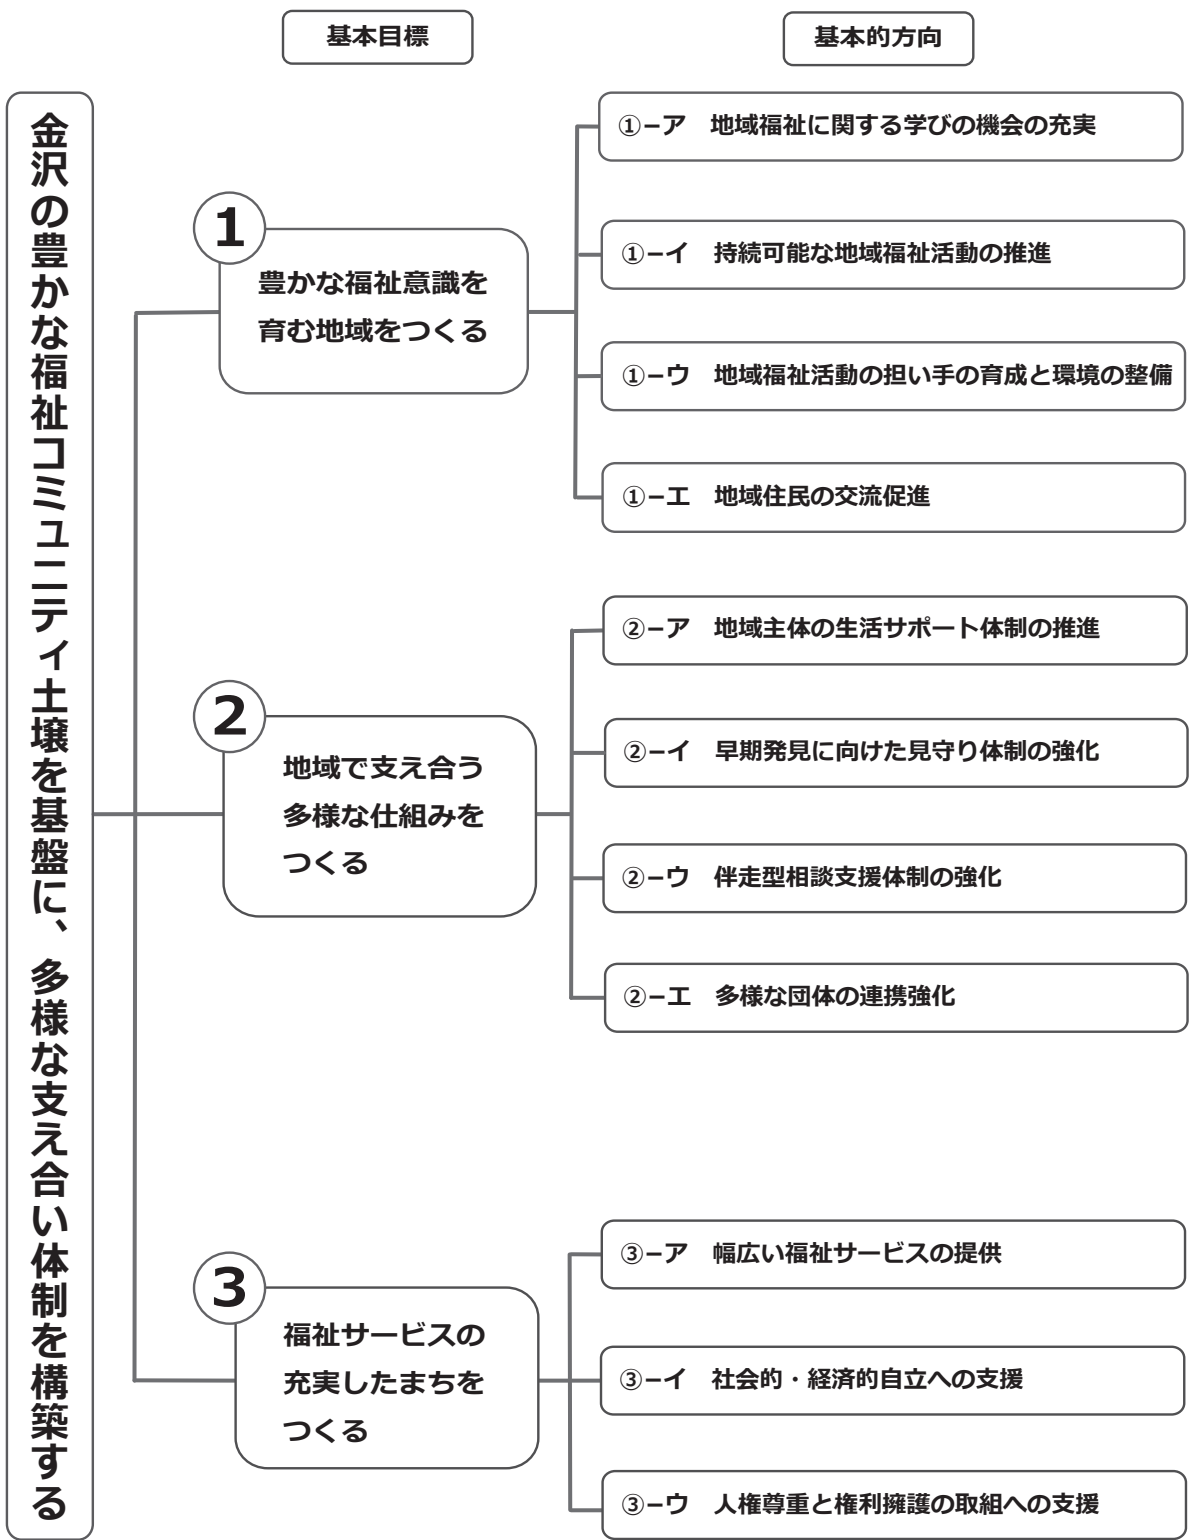 基本目標
基本的方向
金沢の豊かな福祉コミュニティ土壌を基盤に、多様な支え合い体制を構築する
1
豊かな福祉意識を
育む地域をつくる
①−ア 地域福祉に関する学びの機会の充実
①−イ 持続可能な地域福祉活動の推進
①−ウ 地域福祉活動の担い手の育成と環境の整備
①−エ 地域住民の交流促進
2
地域で支え合う
多様な仕組みを
つくる
②−ア 地域主体の生活サポート体制の推進
②−イ 早期発見に向けた見守り体制の強化
②−ウ 伴走型相談支援体制の強化
②−エ 多様な団体の連携強化
3
福祉サービスの
充実したまちを
つくる
③−ア 幅広い福祉サービスの提供
③−イ 社会的・経済的自立への支援
③−ウ 人権尊重と権利擁護の取組への支援